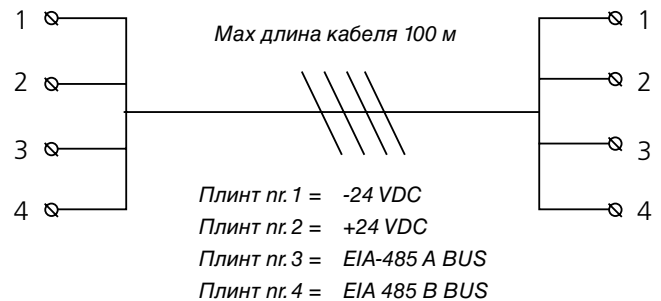 1
Max длина кабеля 100 м
1
2
2
3
3
4
4
Плинт nr. 1 = -24 VDC
Плинт nr. 2 = +24 VDC
Плинт nr. 3 = EIA-485 A BUS
Плинт nr. 4 = EIA 485 B BUS